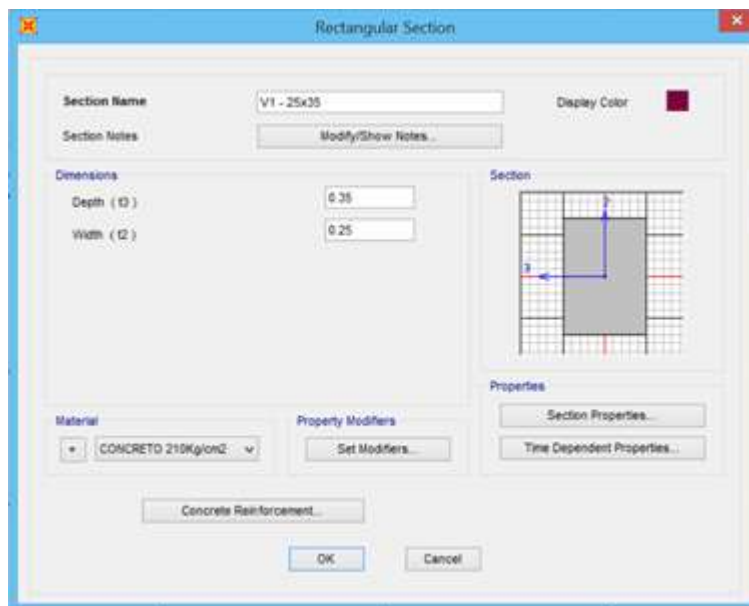 Rectangular Section
Section Name V1 - 25x35 Display Color
Section Notes Modify/Show Notes...
Dimensions
Depth ( t3 ) 0.35
Width ( t2 ) 0.25
Section
2
3
Properties
Section Properties...
Time Dependent Properties...
Material
+ CONCRETO 210Kg/cm2
Property Modifiers
Set Modifiers...
Concrete Reinforcement...
OK Cancel